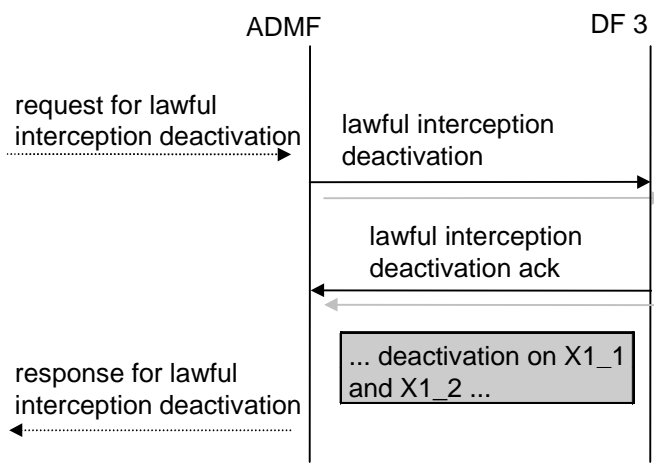 ADMF
DF 3
request for lawful
interception deactivation
lawful interception
deactivation
lawful interception
deactivation ack
... deactivation on X1_1
and X1_2 ...
response for lawful
interception deactivation